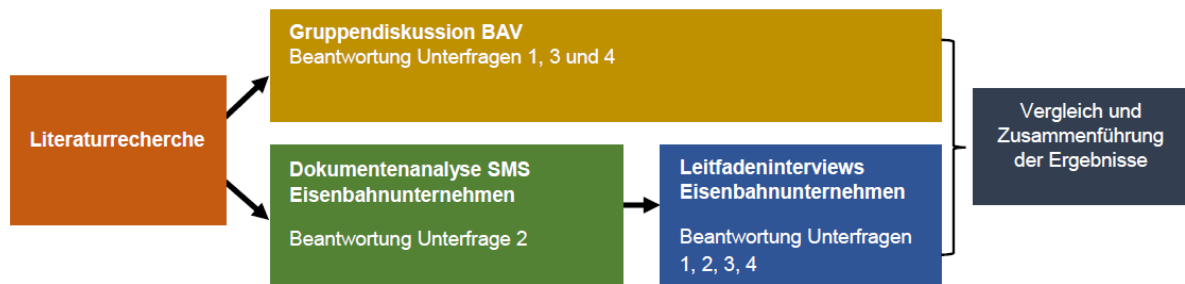 Literaturrecherche
Gruppendiskussion BAV
Beantwortung Unterfragen 1, 3 und 4
Dokumentenanalyse SMS
Eisenbahnunternehmen
Beantwortung Unterfrage 2
Leitfadeninterviews
Eisenbahnunternehmen
Beantwortung Unterfragen
1, 2, 3, 4
Vergleich und
Zusammenführung
der Ergebnisse